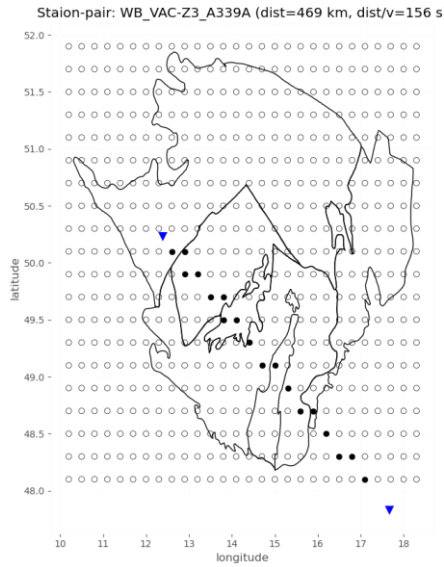 Staion-pair: WB_VAC-Z3_A339A (dist=469 km, dist/v=156 s
52.0
51.5
51.0
50.5
50.0
49.5
49.0
48.5
48.0
latitude
10 11 12 13 14 15 16 17 18
longitude